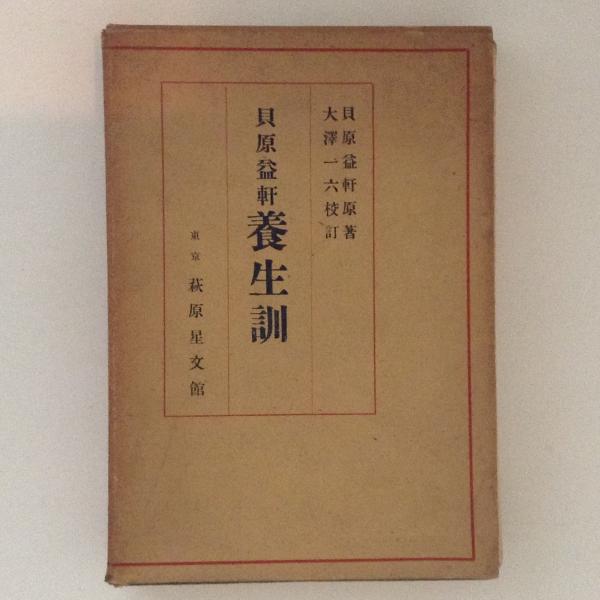 貝原益軒原著
大澤一六校訂
貝原益軒 養生訓
東京 萩原星文館